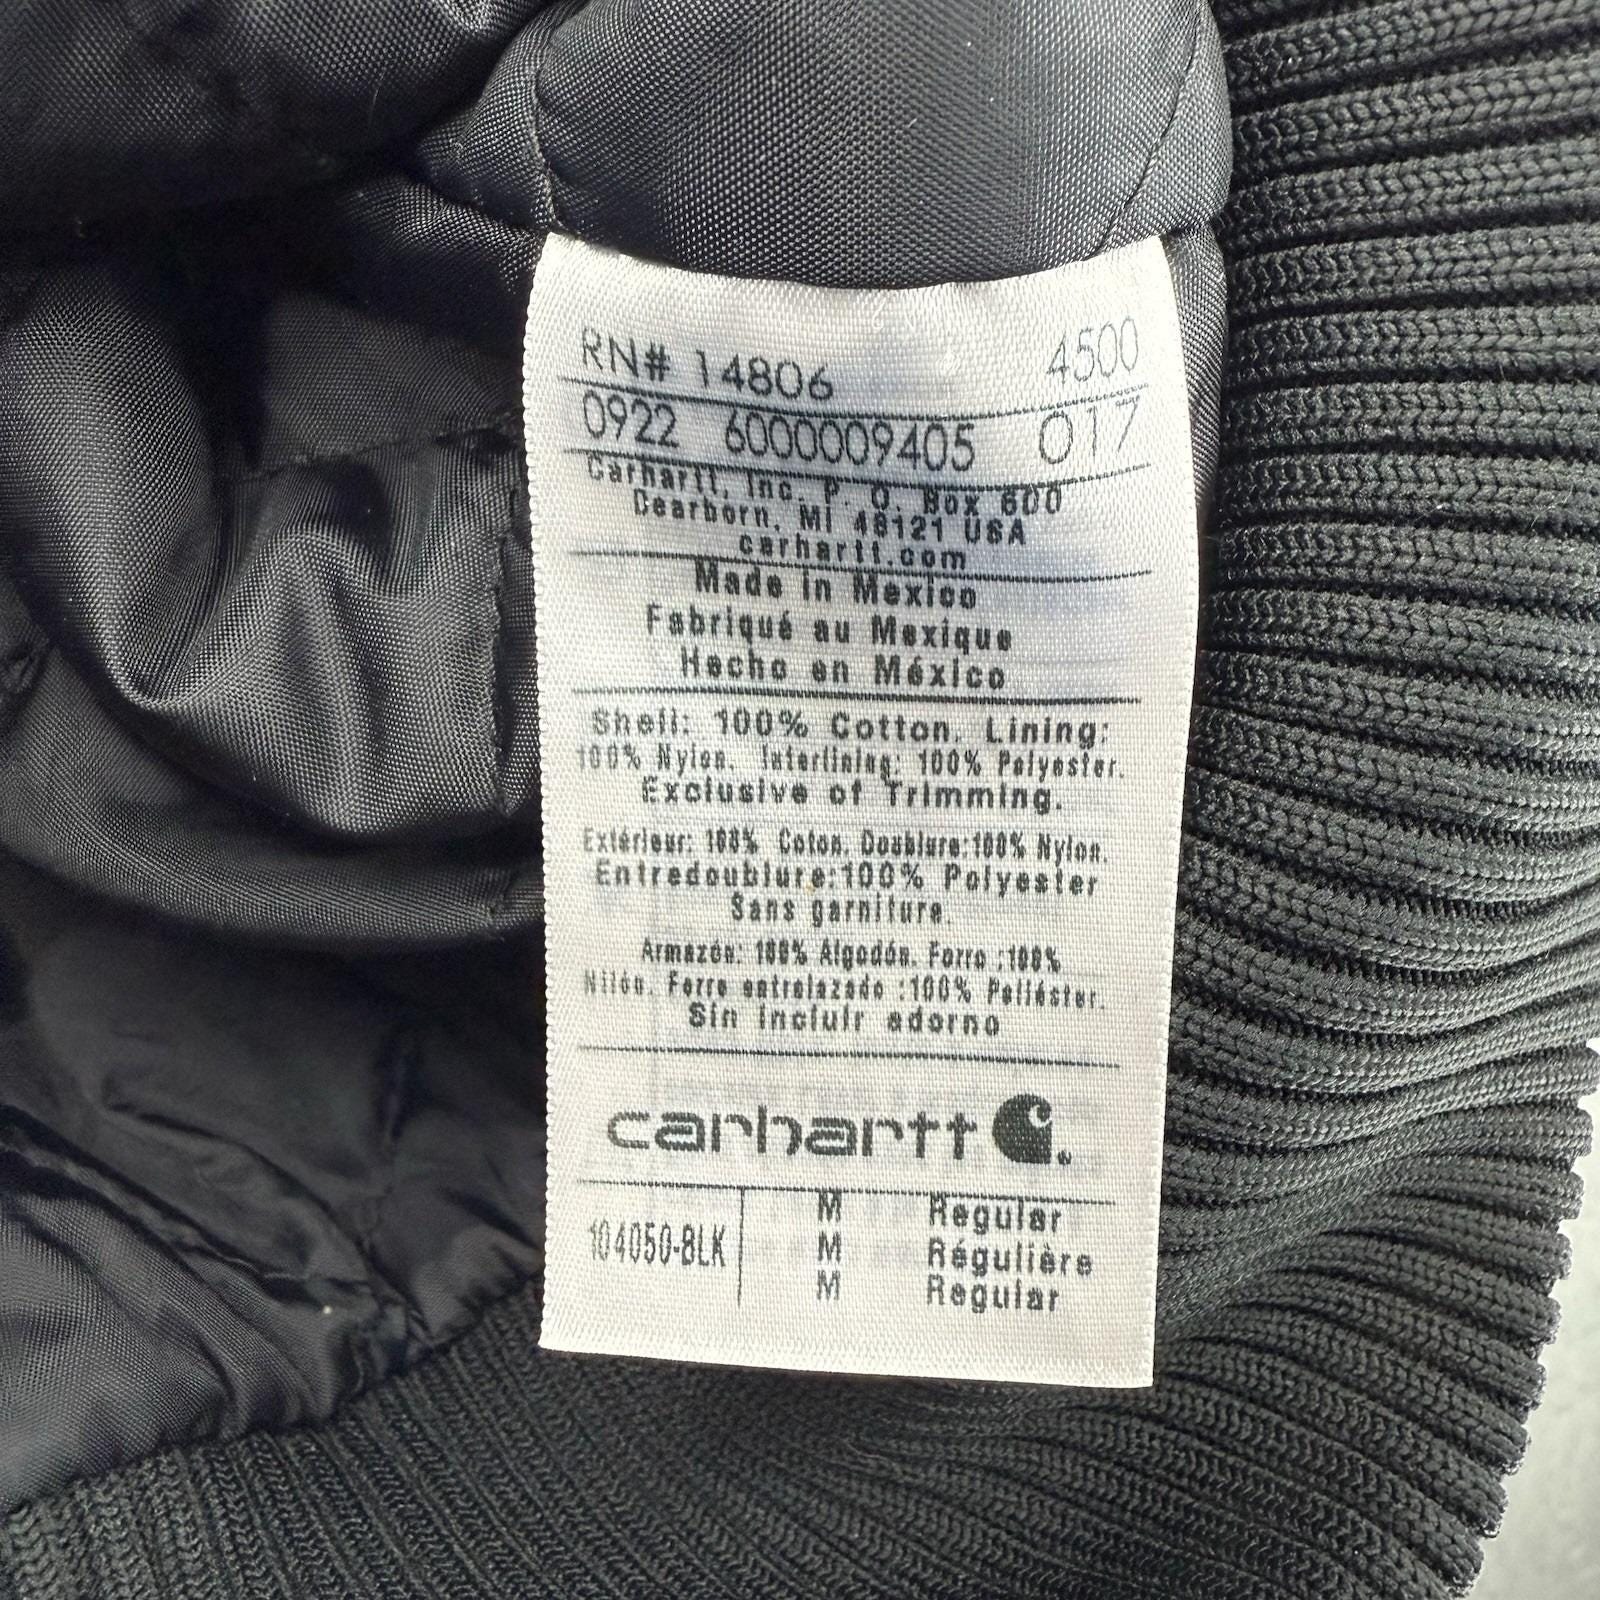 RN# 14806 4500
0922 6000009405 017
Carhartt, Inc. P. O. Box 600
Dearborn, MI 48121 USA
carhartt.com
Made in Mexico
Fabriqué au Mexique
Hecho en México
Shell: 100% Cotton. Lining:
100% Nylon. Interlining: 100% Polyester.
Exclusive of Trimming.
Extérieur: 100% Coton. Doublure:100% Nylon.
Entredoublure:100% Polyester
Sans garniture.
Armazón: 100% Algodón. Forro :100%
Nilón. Forro entrelazado :100% Poliéster.
Sin incluir adorno
carhartt
104050-BLK
M Regular
M Régulière
M Regular